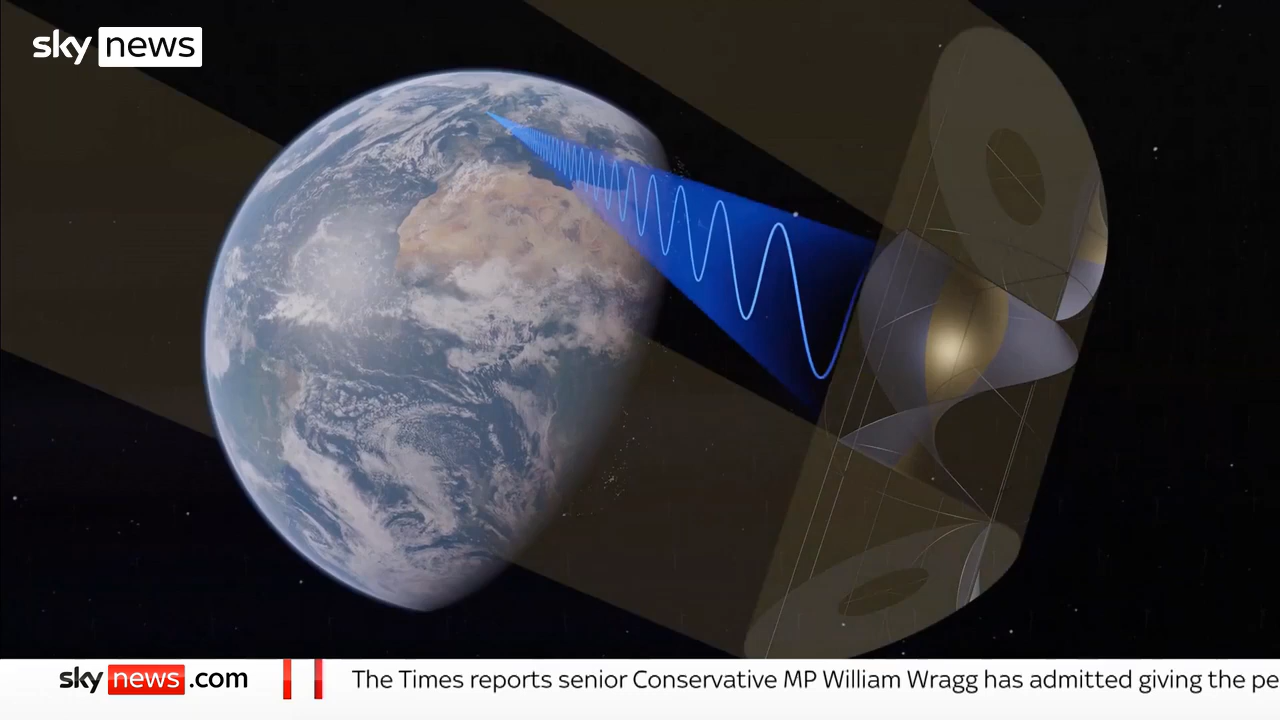 sky news
sky news.com
The Times reports senior Conservative MP William Wragg has admitted giving the pe